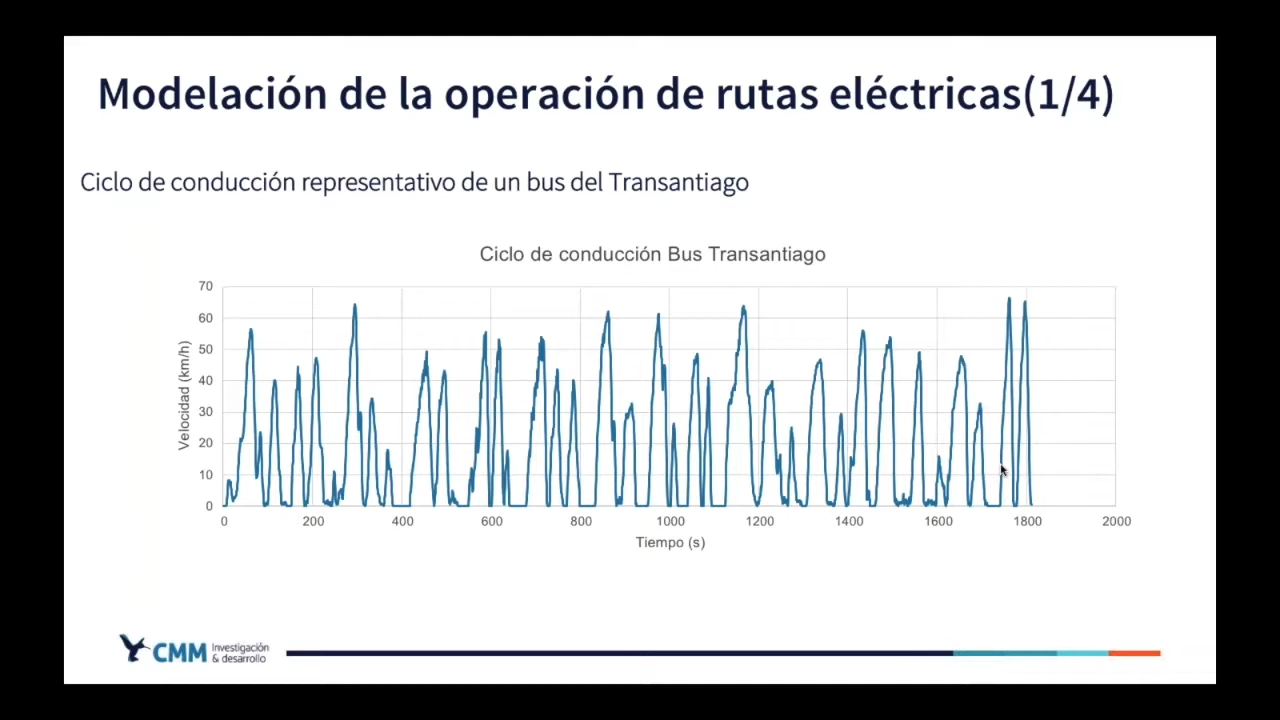 Modelación de la operación de rutas eléctricas(1/4)
Ciclo de conducción representativo de un bus del Transantiago
Ciclo de conducción Bus Transantiago
70
60
50
40
30
20
10
0
Velocidad (km/h)
0 200 400 600 800 1000 1200 1400 1600 1800 2000
Tiempo (s)
CMM Investigación
& desarrollo